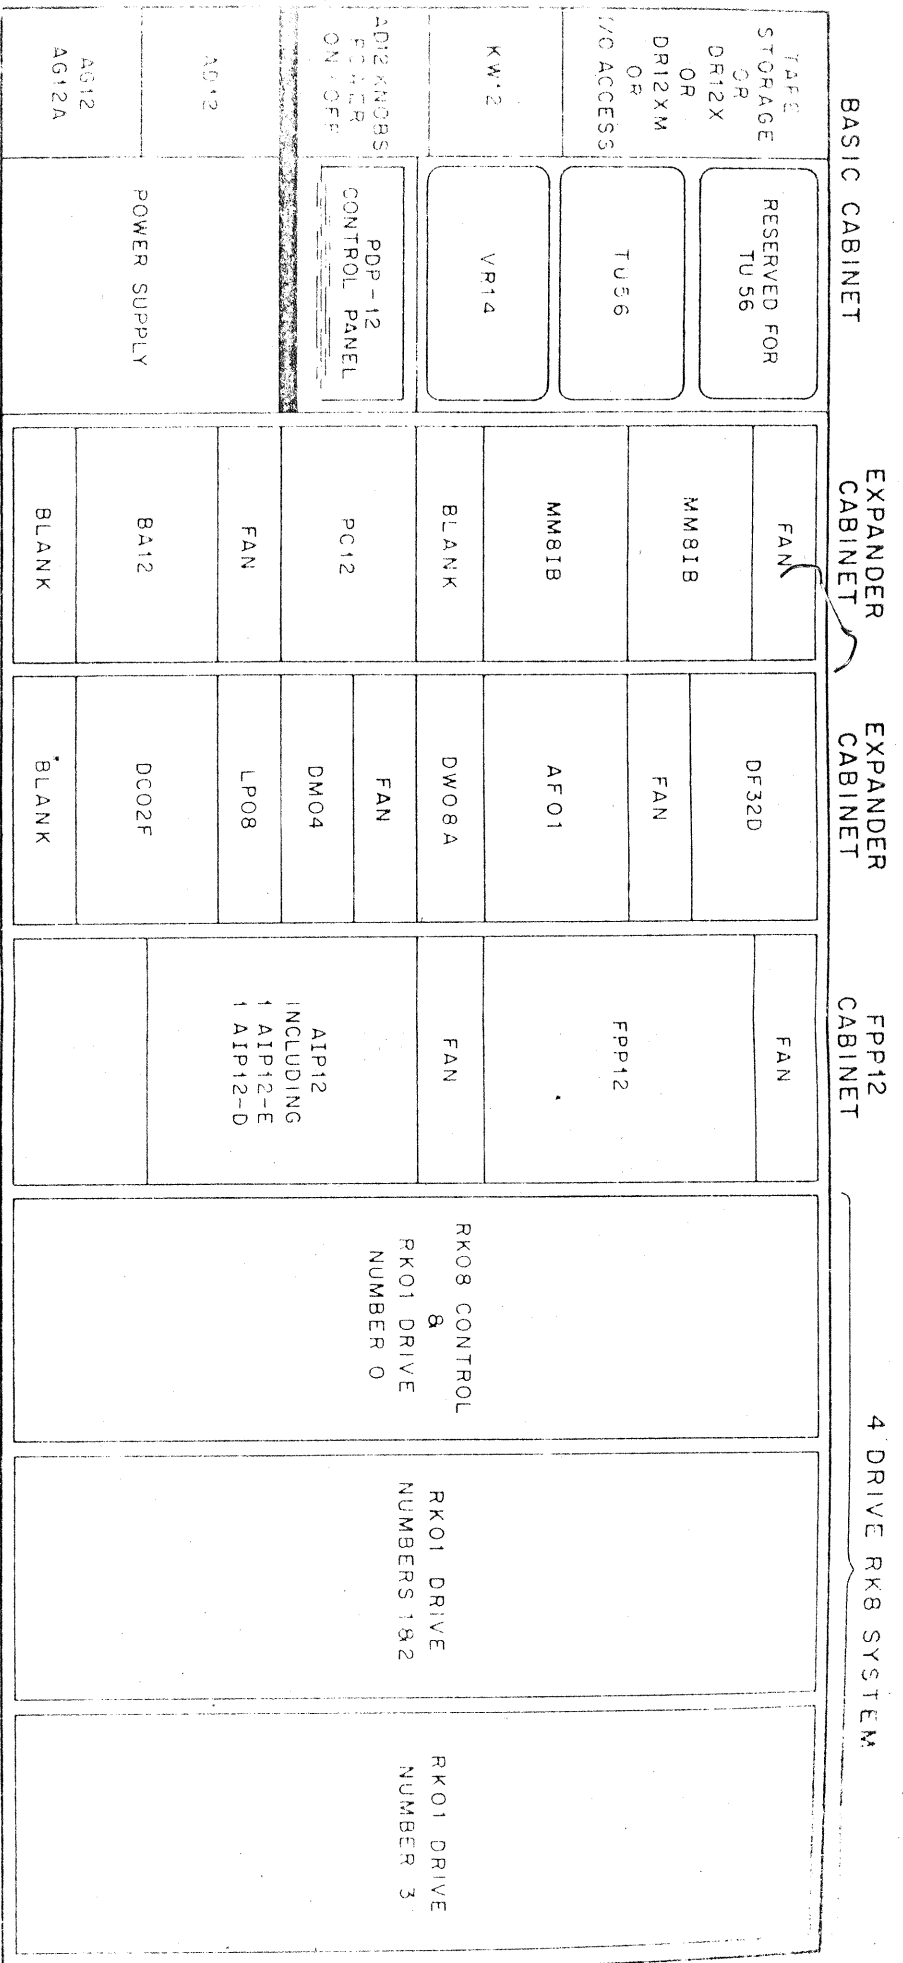 BASIC CABINET
TAPE
STORAGE
OR
DR12X
OR
DR12XM
OR
I/O ACCESS
KW12
AD12 KNOBS
POWER
ON/OFF
AD12
AG12
AG12A
RESERVED FOR
TU56
TU56
VR14
PDP-12
CONTROL PANEL
POWER SUPPLY
EXPANDER
CABINET
FAN
MM8IB
MM8IB
BLANK
PC12
FAN
BA12
BLANK
EXPANDER
CABINET
DF32D
FAN
AF01
DW08A
FAN
DM04
LP08
DC02F
BLANK
FPP12
CABINET
FAN
FPP12
FAN
AIP12
INCLUDING
1 AIP12-E
1 AIP12-D
4 DRIVE RK8 SYSTEM
RK08 CONTROL
&
RK01 DRIVE
NUMBER 0
RK01 DRIVE
NUMBERS 1&2
RK01 DRIVE
NUMBER 3